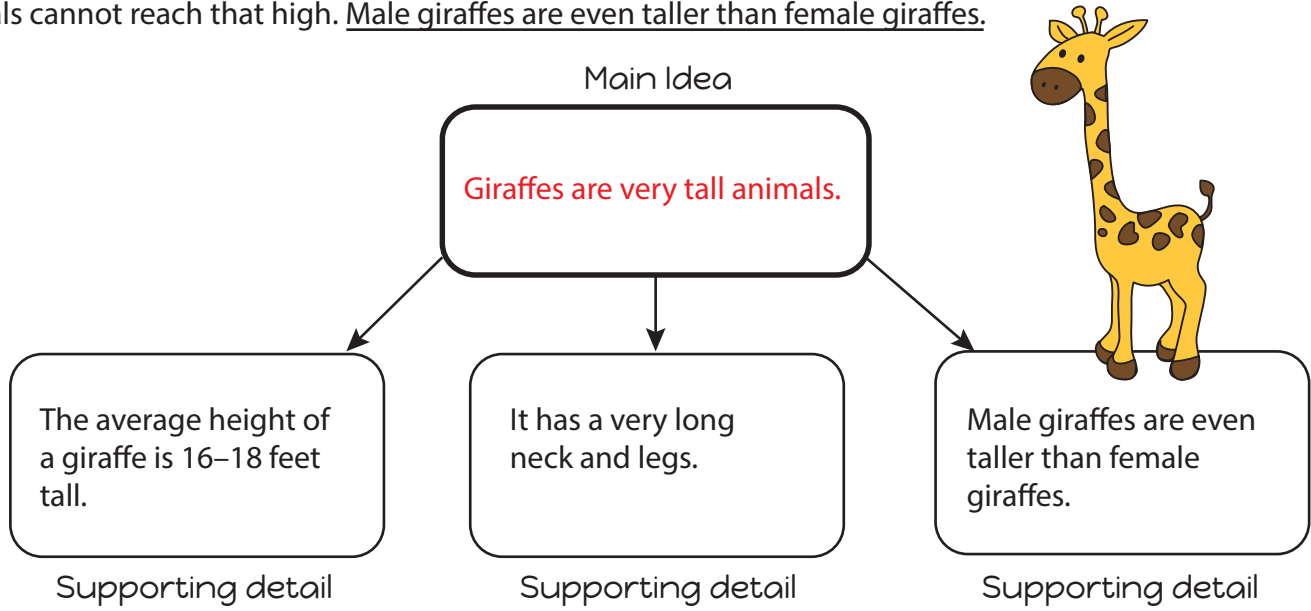 cannot reach that high. Male giraffes are even taller than female giraffes.
Main Idea
Giraffes are very tall animals.
The average height of
a giraffe is 16–18 feet
tall.
It has a very long
neck and legs.
Male giraffes are even
taller than female
giraffes.
Supporting detail
Supporting detail
Supporting detail